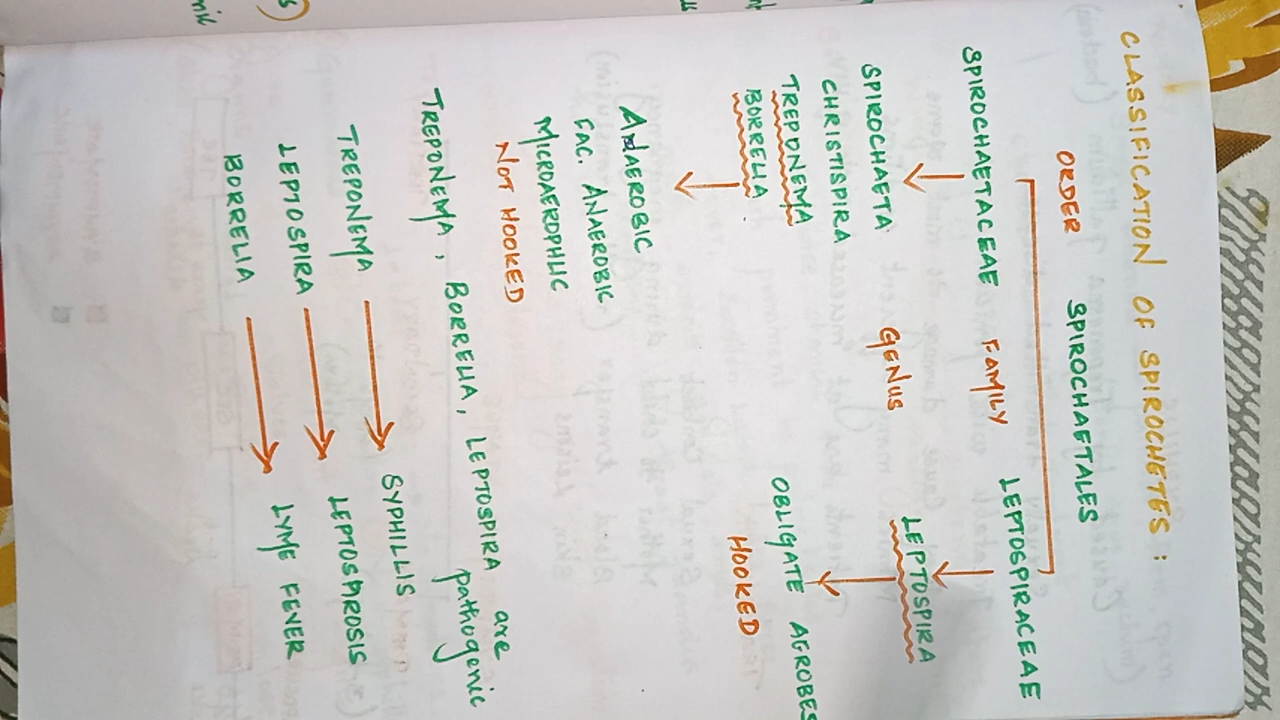 CLASSIFICATION OF SPIROCHETES :
ORDER SPIROCHAETALES
SPIROCHAETACEAE FAMILY LEPTOSPIRACEAE
SPIROCHAETA GENUS LEPTOSPIRA
CHRISTISPIRA
TREPONEMA OBLIGATE AEROBES
BORRELIA HOOKED
ANAEROBIC
FAC. ANAEROBIC
MICROAEROPHLIC
NOT HOOKED
TREPONEMA, BORRELIA, LEPTOSPIRA are
pathogenic
TREPONEMA → SYPHILLIS
LEPTOSPIRA → LEPTOSPIROSIS
BORRELIA → LYME FEVER